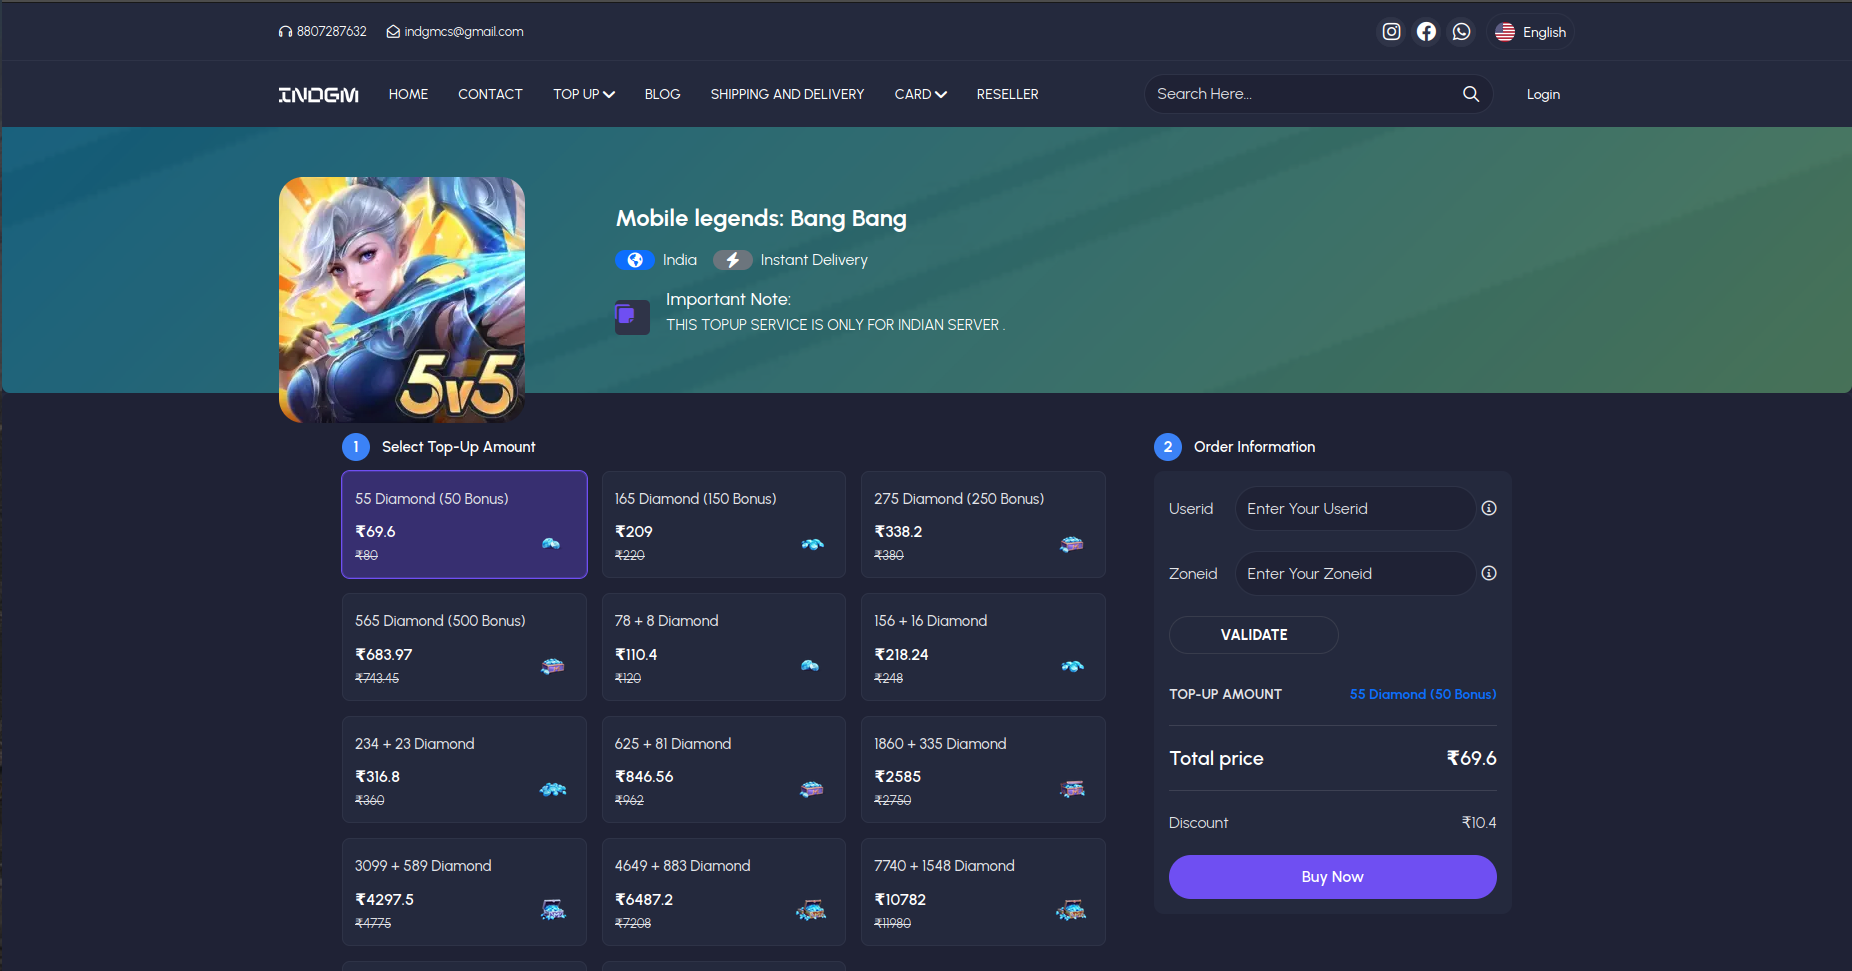 8807287632 indgmcs@gmail.com English
INDGM HOME CONTACT TOP UP BLOG SHIPPING AND DELIVERY CARD RESELLER Search Here... Login
Mobile legends: Bang Bang
India Instant Delivery
Important Note:
THIS TOPUP SERVICE IS ONLY FOR INDIAN SERVER .
5v5
1 Select Top-Up Amount
55 Diamond (50 Bonus)
₹69.6
₹80
165 Diamond (150 Bonus)
₹209
₹220
275 Diamond (250 Bonus)
₹338.2
₹380
565 Diamond (500 Bonus)
₹683.97
₹743.45
78 + 8 Diamond
₹110.4
₹120
156 + 16 Diamond
₹218.24
₹248
234 + 23 Diamond
₹316.8
₹360
625 + 81 Diamond
₹846.56
₹962
1860 + 335 Diamond
₹2585
₹2750
3099 + 589 Diamond
₹4297.5
₹4775
4649 + 883 Diamond
₹6487.2
₹7208
7740 + 1548 Diamond
₹10782
₹11980
2 Order Information
Userid Enter Your Userid
Zoneid Enter Your Zoneid
VALIDATE
TOP-UP AMOUNT 55 Diamond (50 Bonus)
Total price ₹69.6
Discount ₹10.4
Buy Now